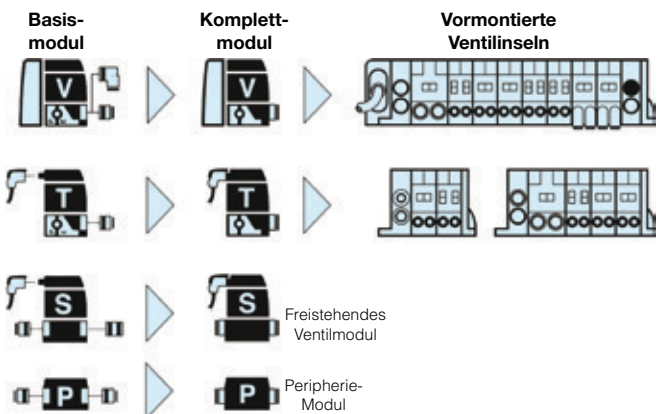 Basis-
modul
Komplett-
modul
Vormontierte
Ventilinseln
V
V
T
T
S
S
Freistehendes
Ventilmodul
P
P
Peripherie-
Modul